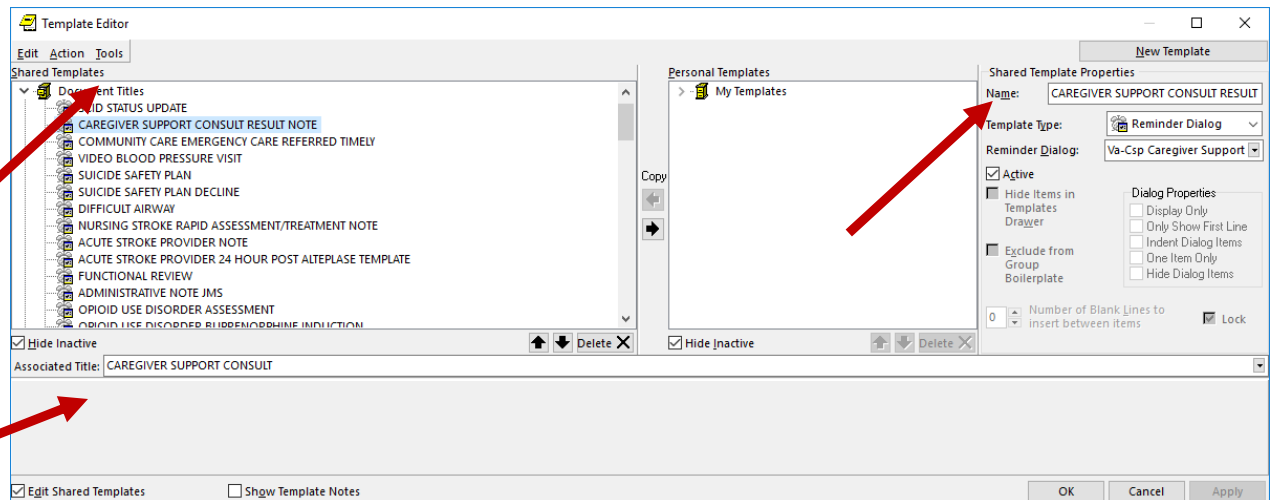 Template Editor
Edit Action Tools
New Template
Shared Templates
Document Titles
STATUS UPDATE
CAREGIVER SUPPORT CONSULT RESULT NOTE
COMMUNITY CARE EMERGENCY CARE REFERRED TIMELY
VIDEO BLOOD PRESSURE VISIT
SUICIDE SAFETY PLAN
SUICIDE SAFETY PLAN DECLINE
DIFFICULT AIRWAY
NURSING STROKE RAPID ASSESSMENT/TREATMENT NOTE
ACUTE STROKE PROVIDER NOTE
ACUTE STROKE PROVIDER 24 HOUR POST ALTEPLASE TEMPLATE
FUNCTIONAL REVIEW
ADMINISTRATIVE NOTE JMS
OPIOID USE DISORDER ASSESSMENT
OPIOID USE DISORDER BUPRENORPHINE INDUCTION
Hide Inactive
Delete
Copy
Personal Templates
My Templates
Hide Inactive
Delete
Shared Template Properties
Name: CAREGIVER SUPPORT CONSULT RESULT
Template Type: Reminder Dialog
Reminder Dialog: Va-Csp Caregiver Support
Active
Hide Items in
Templates
Drawer
Exclude from
Group
Boilerplate
Dialog Properties
Display Only
Only Show First Line
Indent Dialog Items
One Item Only
Hide Dialog Items
0 Number of Blank Lines to
insert between items
Lock
Associated Title: CAREGIVER SUPPORT CONSULT
Edit Shared Templates
Show Template Notes
OK Cancel Apply